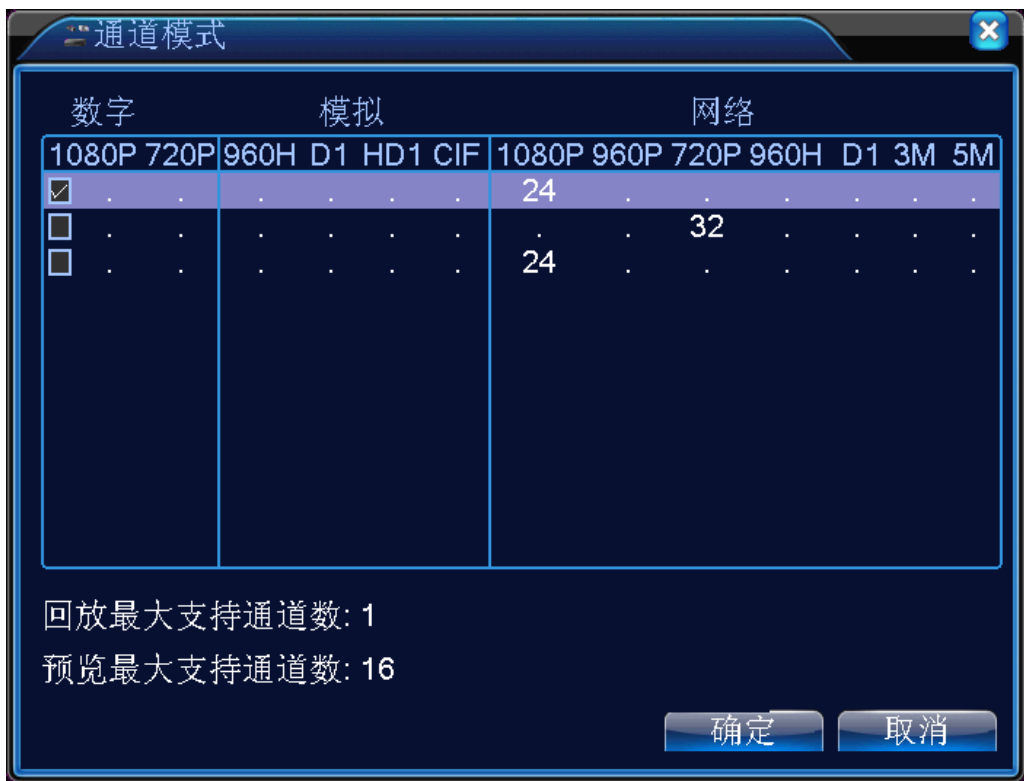 通道模式
数字 模拟 网络
1080P 720P 960H D1 HD1 CIF 1080P 960P 720P 960H D1 3M 5M
. . . . . . 24 . . . . . .
. . . . . . . . 32 . . . .
. . . . . . 24 . . . . . .
回放最大支持通道数: 1
预览最大支持通道数: 16
确定 取消